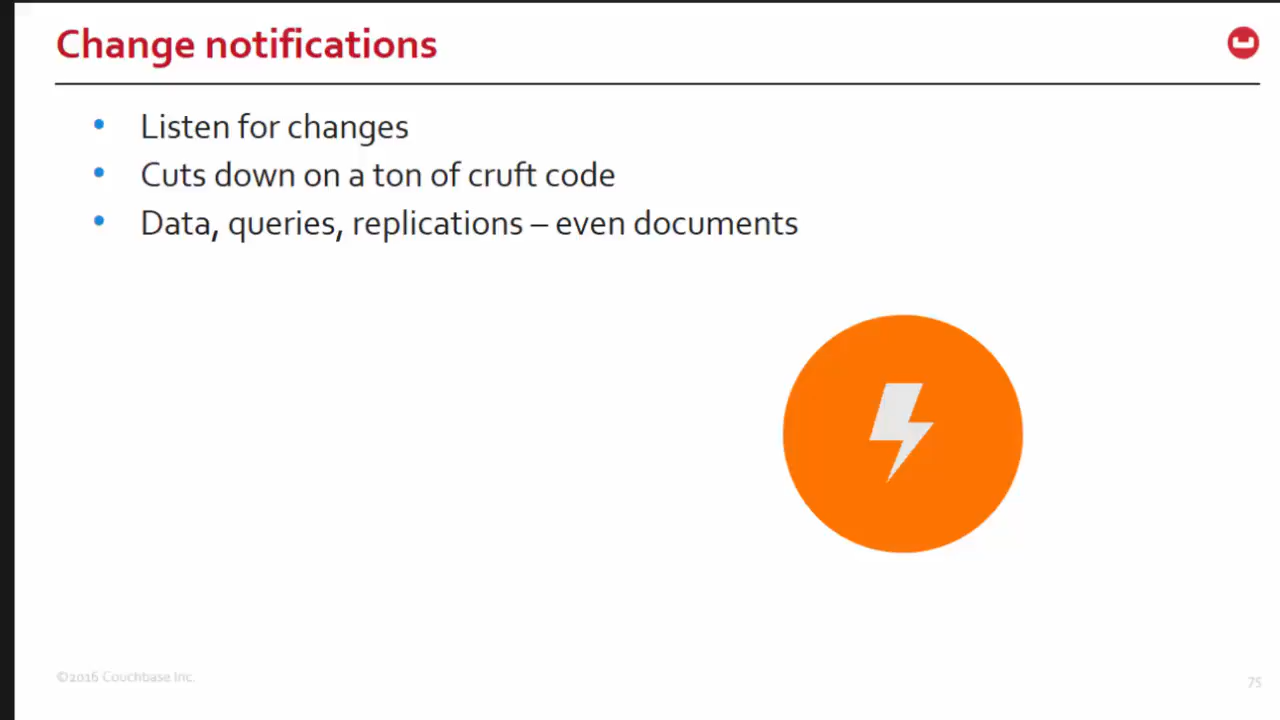 Change notifications
• Listen for changes
• Cuts down on a ton of cruft code
• Data, queries, replications – even documents
©2016 Couchbase Inc.
75